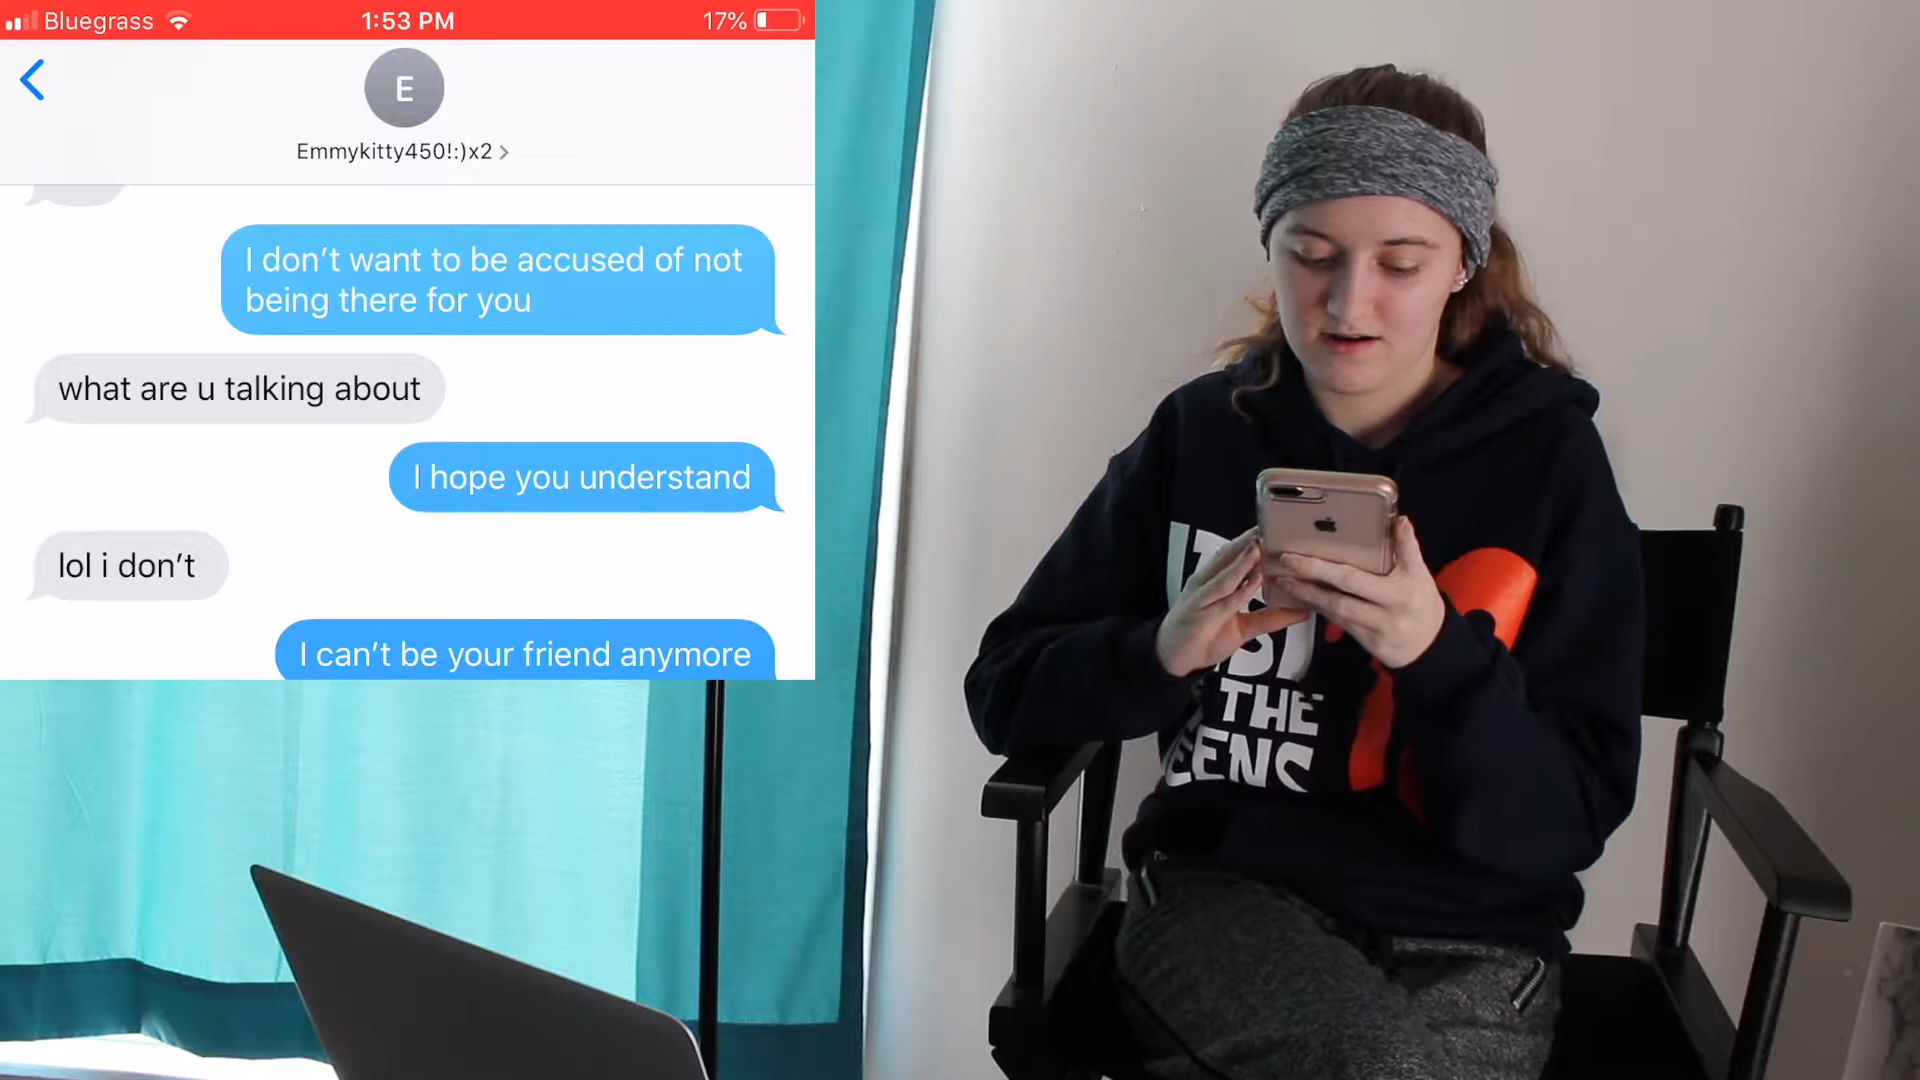 Bluegrass
1:53 PM
17%
E
Emmykitty450!:)x2
I don't want to be accused of not
being there for you
what are u talking about
I hope you understand
lol i don't
I can't be your friend anymore
THE